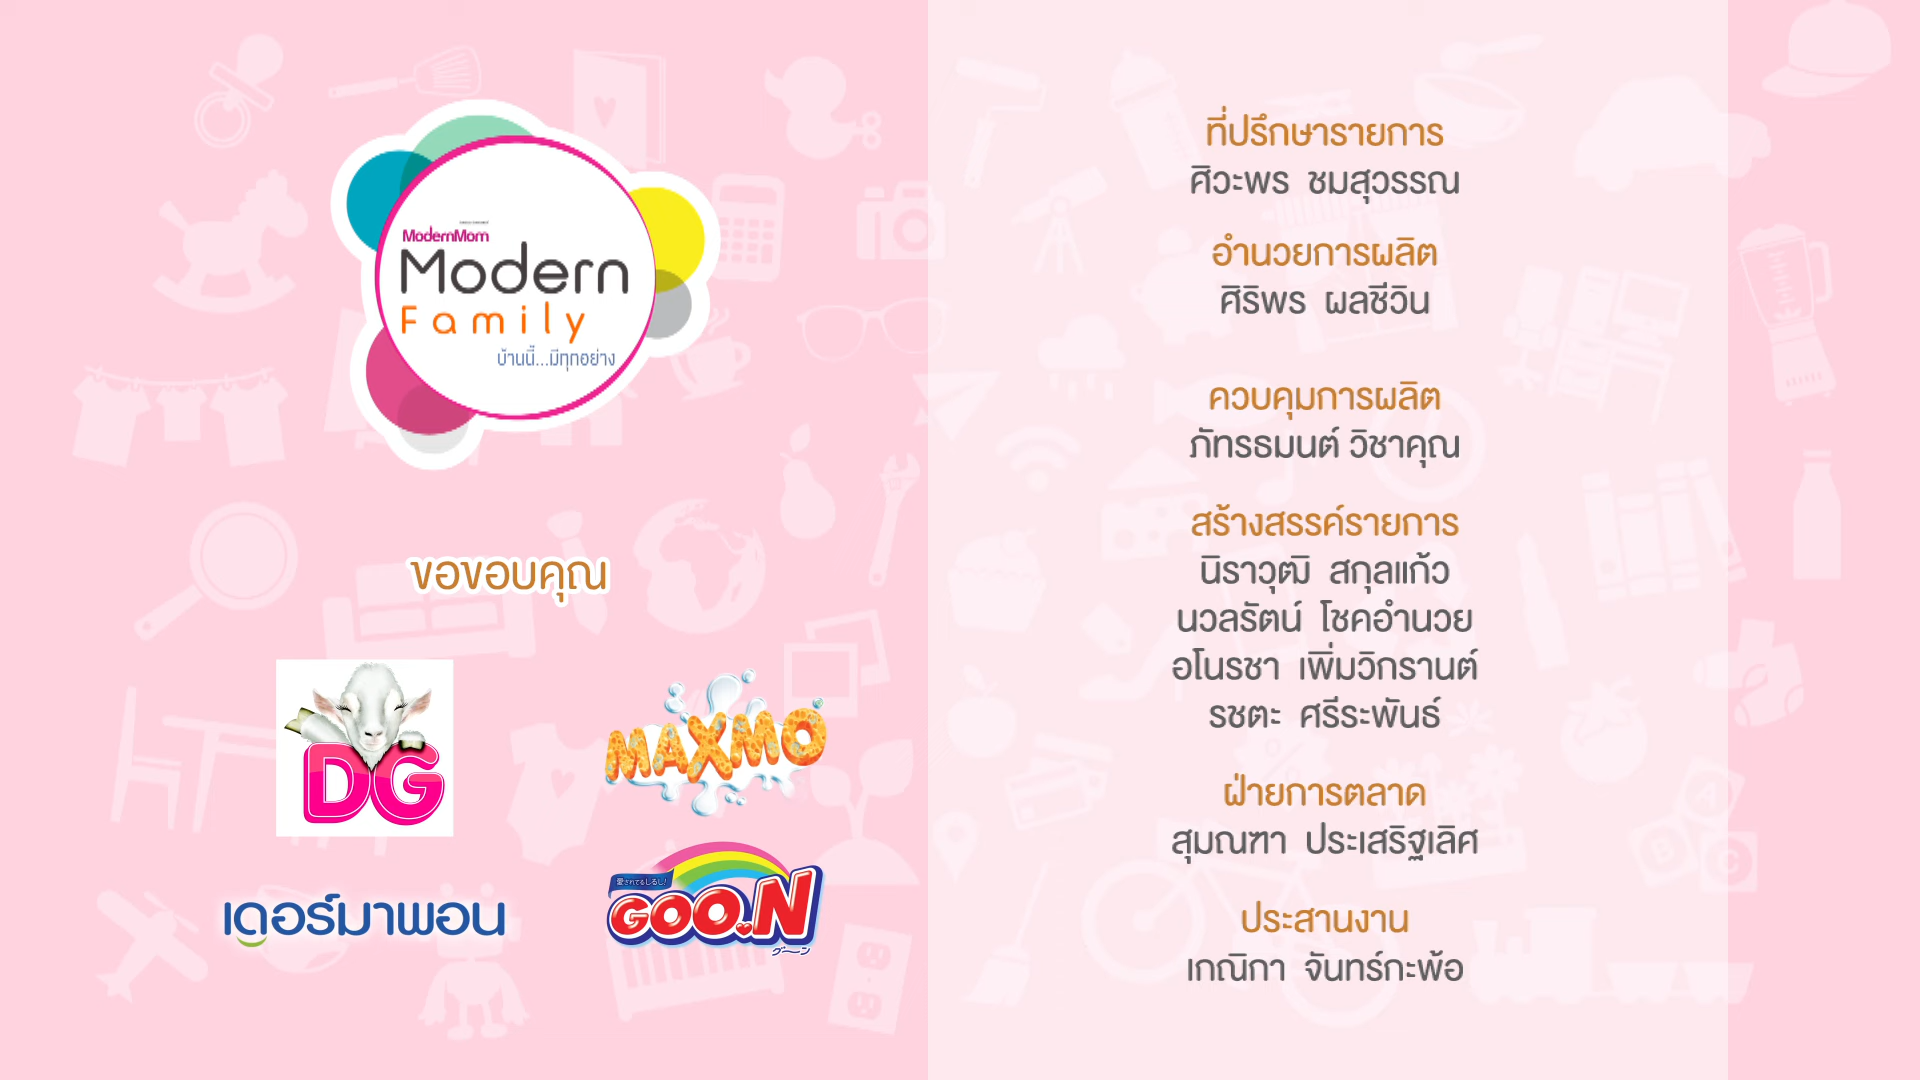 ModernMom
Modern
Family
บ้านนี้...มีทุกอย่าง
ขอขอบคุณ
DG
MAXMO
เดอร์มาพอน
愛されてるしるし!
GOO.N
グ〜ン
ที่ปรึกษารายการ
ศิวะพร ชมสุวรรณ
อำนวยการผลิต
ศิริพร ผลชีวิน
ควบคุมการผลิต
ภัทรธมนต์ วิชาคุณ
สร้างสรรค์รายการ
นิราวุฒิ สกุลแก้ว
นวลรัตน์ โชคอำนวย
อโนรชา เพิ่มวิกรานต์
รชตะ ศรีระพันธ์
ฝ่ายการตลาด
สุมณฑา ประเสริฐเลิศ
ประสานงาน
เกณิกา จันทร์กะพ้อ
A
B
C